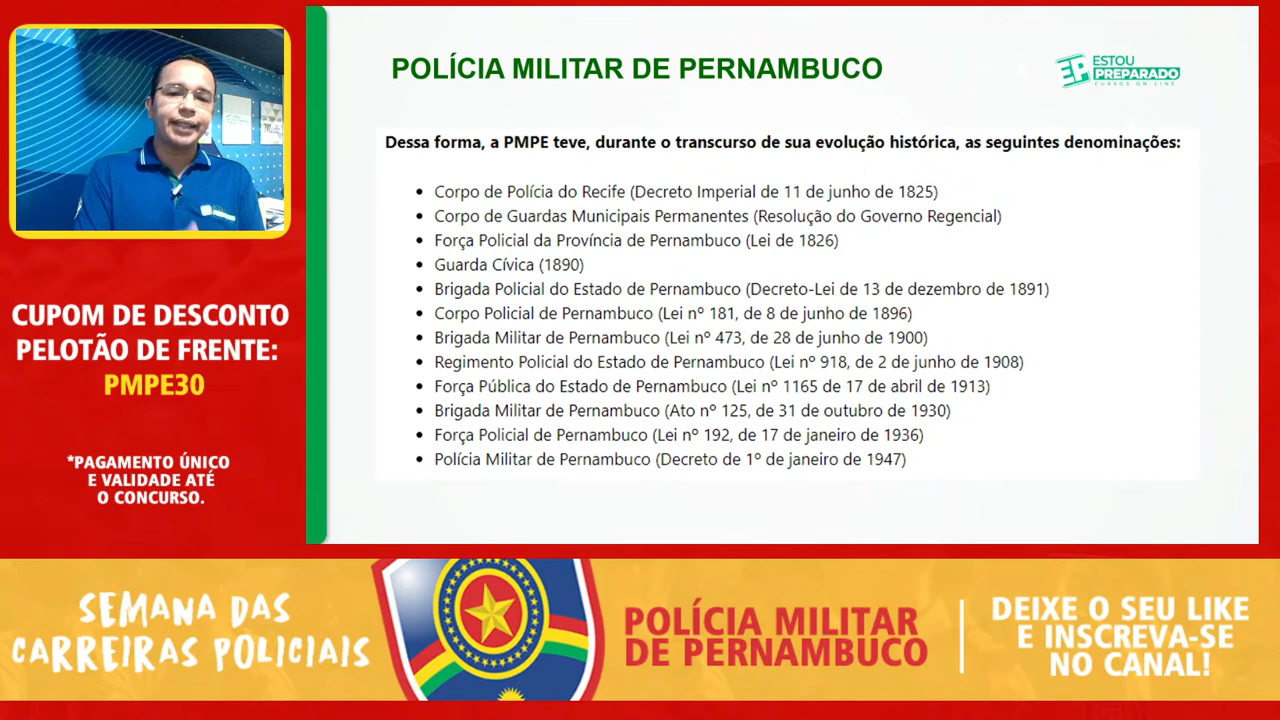 POLÍCIA MILITAR DE PERNAMBUCO
ESTOU
PREPARADO
CURSOS ON LINE
Dessa forma, a PMPE teve, durante o transcurso de sua evolução histórica, as seguintes denominações:
• Corpo de Polícia do Recife (Decreto Imperial de 11 de junho de 1825)
• Corpo de Guardas Municipais Permanentes (Resolução do Governo Regencial)
• Força Policial da Província de Pernambuco (Lei de 1826)
• Guarda Cívica (1890)
• Brigada Policial do Estado de Pernambuco (Decreto-Lei de 13 de dezembro de 1891)
• Corpo Policial de Pernambuco (Lei nº 181, de 8 de junho de 1896)
• Brigada Militar de Pernambuco (Lei nº 473, de 28 de junho de 1900)
• Regimento Policial do Estado de Pernambuco (Lei nº 918, de 2 de junho de 1908)
• Força Pública do Estado de Pernambuco (Lei nº 1165 de 17 de abril de 1913)
• Brigada Militar de Pernambuco (Ato nº 125, de 31 de outubro de 1930)
• Força Policial de Pernambuco (Lei nº 192, de 17 de janeiro de 1936)
• Polícia Militar de Pernambuco (Decreto de 1º de janeiro de 1947)
CUPOM DE DESCONTO
PELOTÃO DE FRENTE:
PMPE30
*PAGAMENTO ÚNICO
E VALIDADE ATÉ
O CONCURSO.
SEMANA DAS
CARREIRAS POLICIAIS
POLÍCIA MILITAR
DE PERNAMBUCO
DEIXE O SEU LIKE
E INSCREVA-SE
NO CANAL!